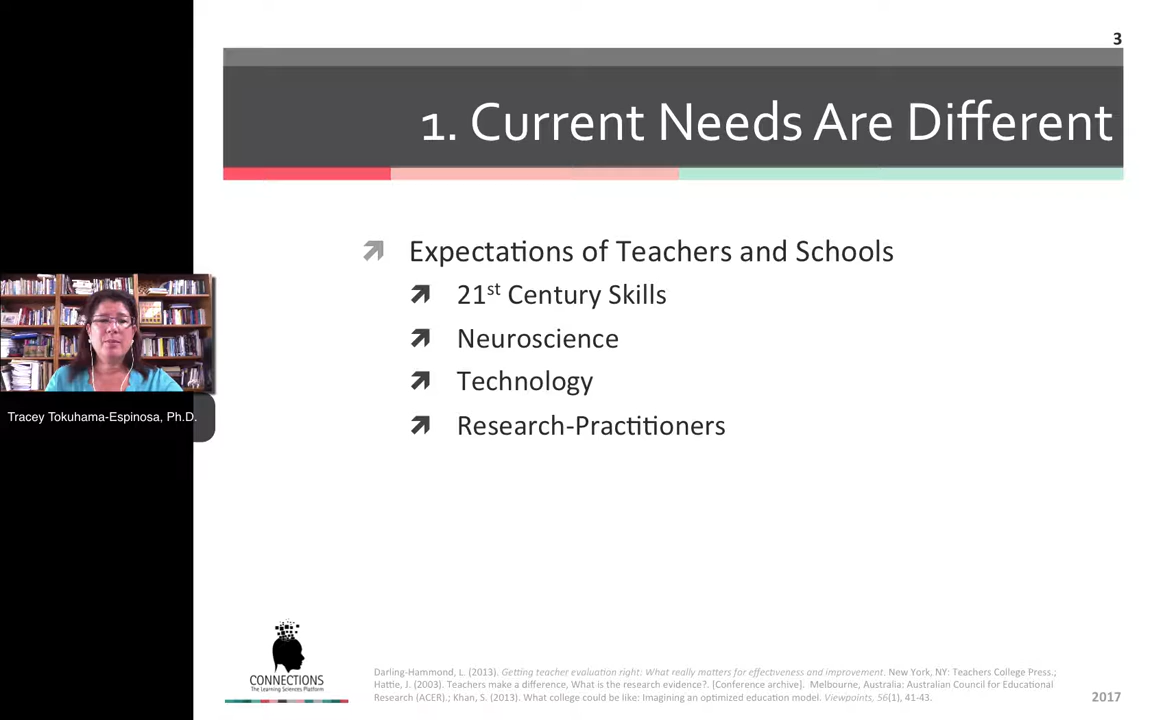 3
1. Current Needs Are Different
Expectations of Teachers and Schools
21st Century Skills
Neuroscience
Technology
Research-Practitioners
Tracey Tokuhama-Espinosa, Ph.D.
CONNECTIONS
The Learning Sciences Platform
Darling-Hammond, L. (2013). Getting teacher evaluation right: What really matters for effectiveness and improvement. New York, NY: Teachers College Press.;
Hattie, J. (2003). Teachers make a difference, What is the research evidence?. [Conference archive]. Melbourne, Australia: Australian Council for Educational
Research (ACER).; Khan, S. (2013). What college could be like: Imagining an optimized education model. Viewpaints, 56(1), 41-43.
2017